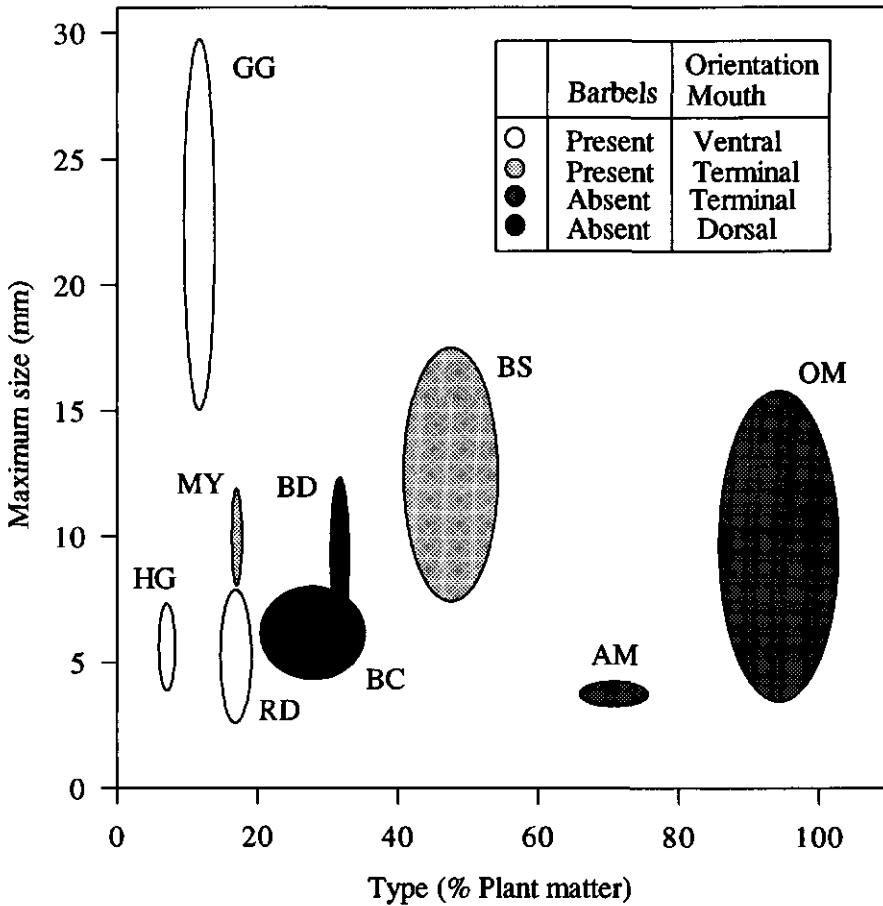 30
25
20
15
10
5
0
Maximum size (mm)
GG
Orientation
Barbels Mouth
Present Ventral
Present Terminal
Absent Terminal
Absent Dorsal
BS
OM
MY
BD
HG
AM
BC
RD
0 20 40 60 80 100
Type (% Plant matter)